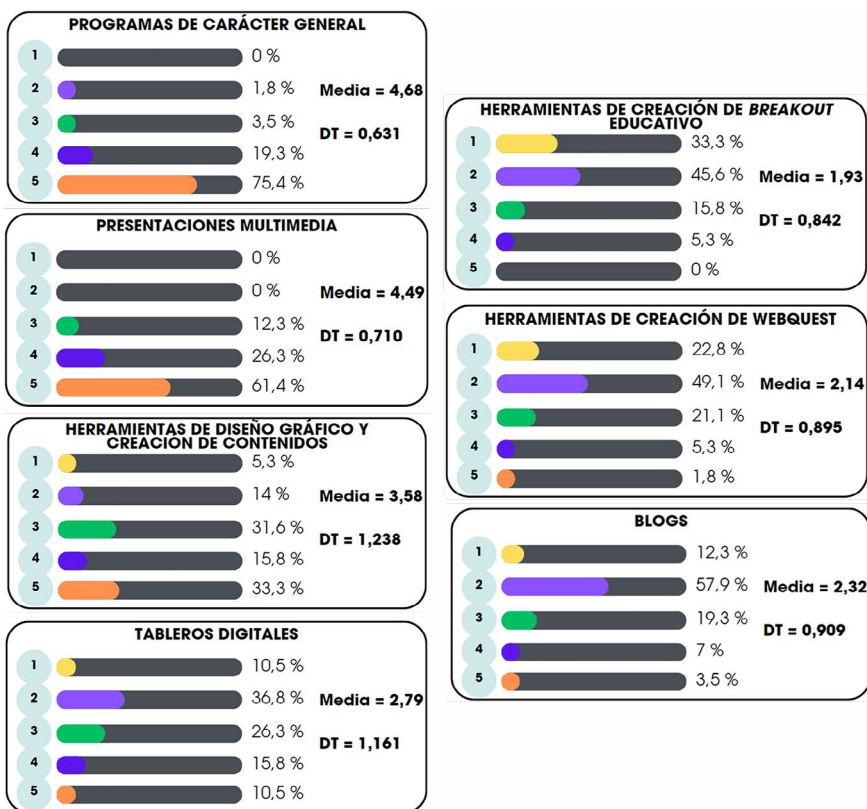 PROGRAMAS DE CARÁCTER GENERAL
1 0 %
2 1,8 % Media = 4,68
3 3,5 %
DT = 0,631
4 19,3 %
5 75,4 %
PRESENTACIONES MULTIMEDIA
1 0 %
2 0 % Media = 4,49
3 12,3 %
DT = 0,710
4 26,3 %
5 61,4 %
HERRAMIENTAS DE DISEÑO GRÁFICO Y
CREACIÓN DE CONTENIDOS
1 5,3 %
2 14 % Media = 3,58
3 31,6 %
DT = 1,238
4 15,8 %
5 33,3 %
TABLEROS DIGITALES
1 10,5 %
2 36,8 % Media = 2,79
3 26,3 %
DT = 1,161
4 15,8 %
5 10,5 %
HERRAMIENTAS DE CREACIÓN DE BREAKOUT
EDUCATIVO
1 33,3 %
2 45,6 % Media = 1,93
3 15,8 %
DT = 0,842
4 5,3 %
5 0 %
HERRAMIENTAS DE CREACIÓN DE WEBQUEST
1 22,8 %
2 49,1 % Media = 2,14
3 21,1 %
DT = 0,895
4 5,3 %
5 1,8 %
BLOGS
1 12,3 %
2 57,9 % Media = 2,32
3 19,3 %
DT = 0,909
4 7 %
5 3,5 %